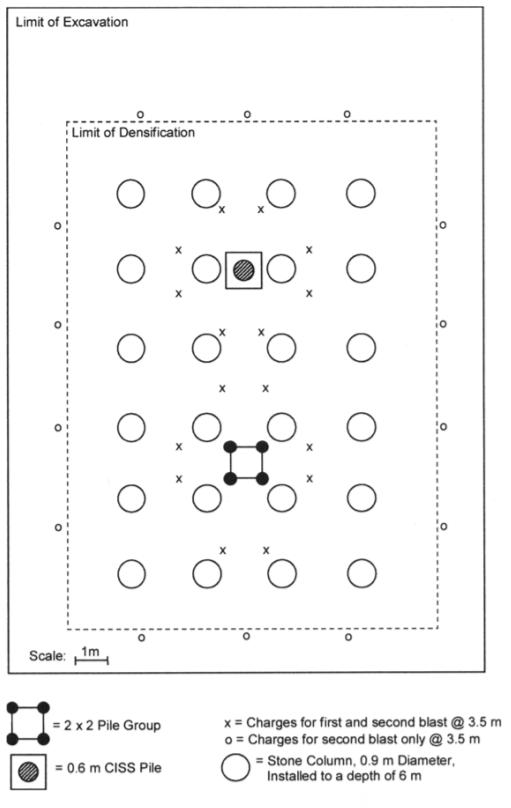 Limit of Excavation
Limit of Densification
o o o
x x
o x x o
x x
x x
o o
x x
o x x o
x x
o x x o
o o o
Scale: 1m
= 2 x 2 Pile Group
= 0.6 m CISS Pile
x = Charges for first and second blast @ 3.5 m
o = Charges for second blast only @ 3.5 m
= Stone Column, 0.9 m Diameter,
Installed to a depth of 6 m